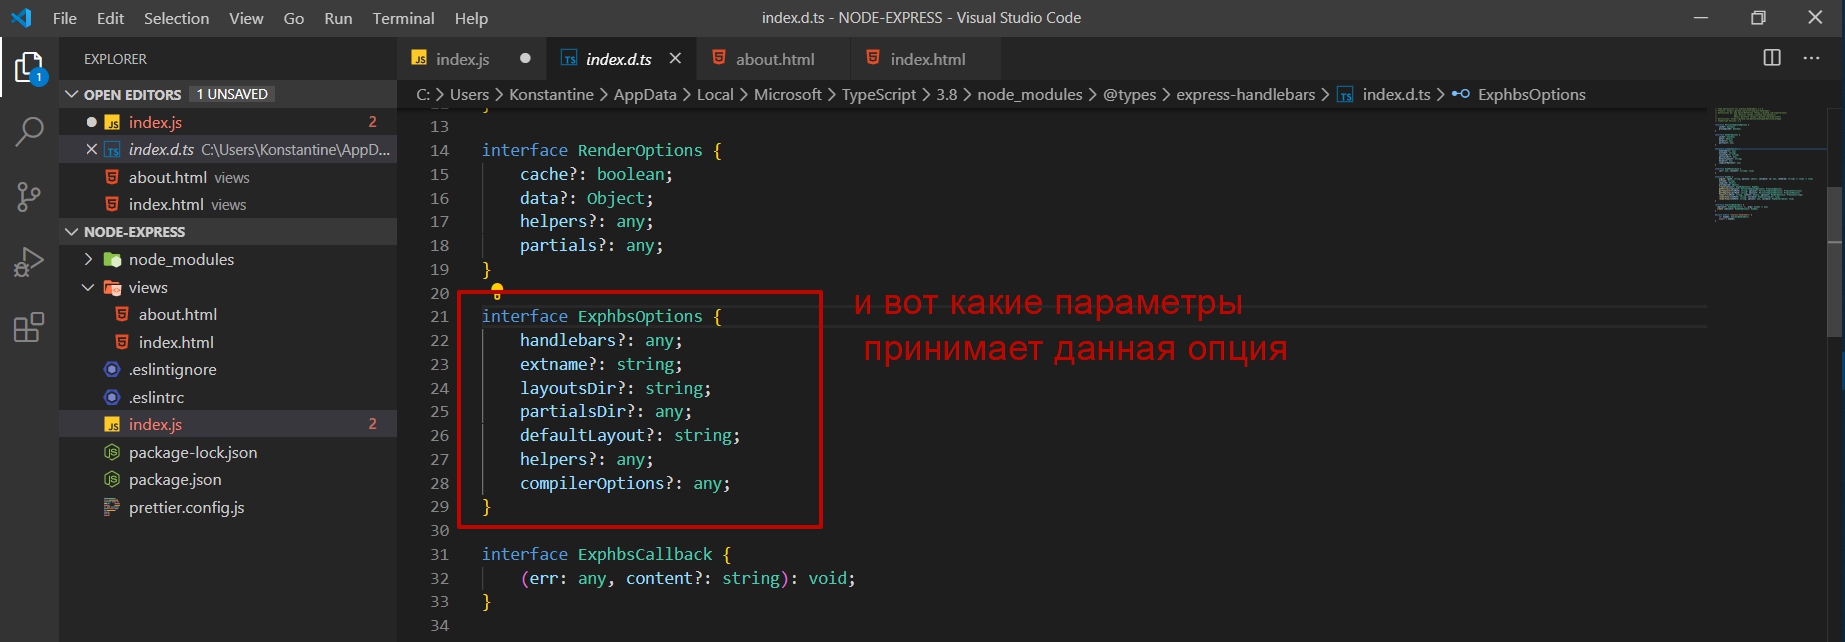 File Edit Selection View Go Run Terminal Help
index.d.ts - NODE-EXPRESS - Visual Studio Code
EXPLORER
index.js
index.d.ts
about.html
index.html
1
OPEN EDITORS 1 UNSAVED
index.js 2
index.d.ts C:\Users\Konstantine\AppD...
about.html views
index.html views
NODE-EXPRESS
node_modules
views
about.html
index.html
.eslintignore
.eslintrc
index.js 2
package-lock.json
package.json
prettier.config.js
C: > Users > Konstantine > AppData > Local > Microsoft > TypeScript > 3.8 > node_modules > @types > express-handlebars > index.d.ts > ExphbsOptions
13
14 interface RenderOptions {
15 cache?: boolean;
16 data?: Object;
17 helpers?: any;
18 partials?: any;
19 }
20
21 interface ExphbsOptions {
22 handlebars?: any;
23 extname?: string;
24 layoutsDir?: string;
25 partialsDir?: any;
26 defaultLayout?: string;
27 helpers?: any;
28 compilerOptions?: any;
29 }
30
31 interface ExphbsCallback {
32 (err: any, content?: string): void;
33 }
34
и вот какие параметры
принимает данная опция